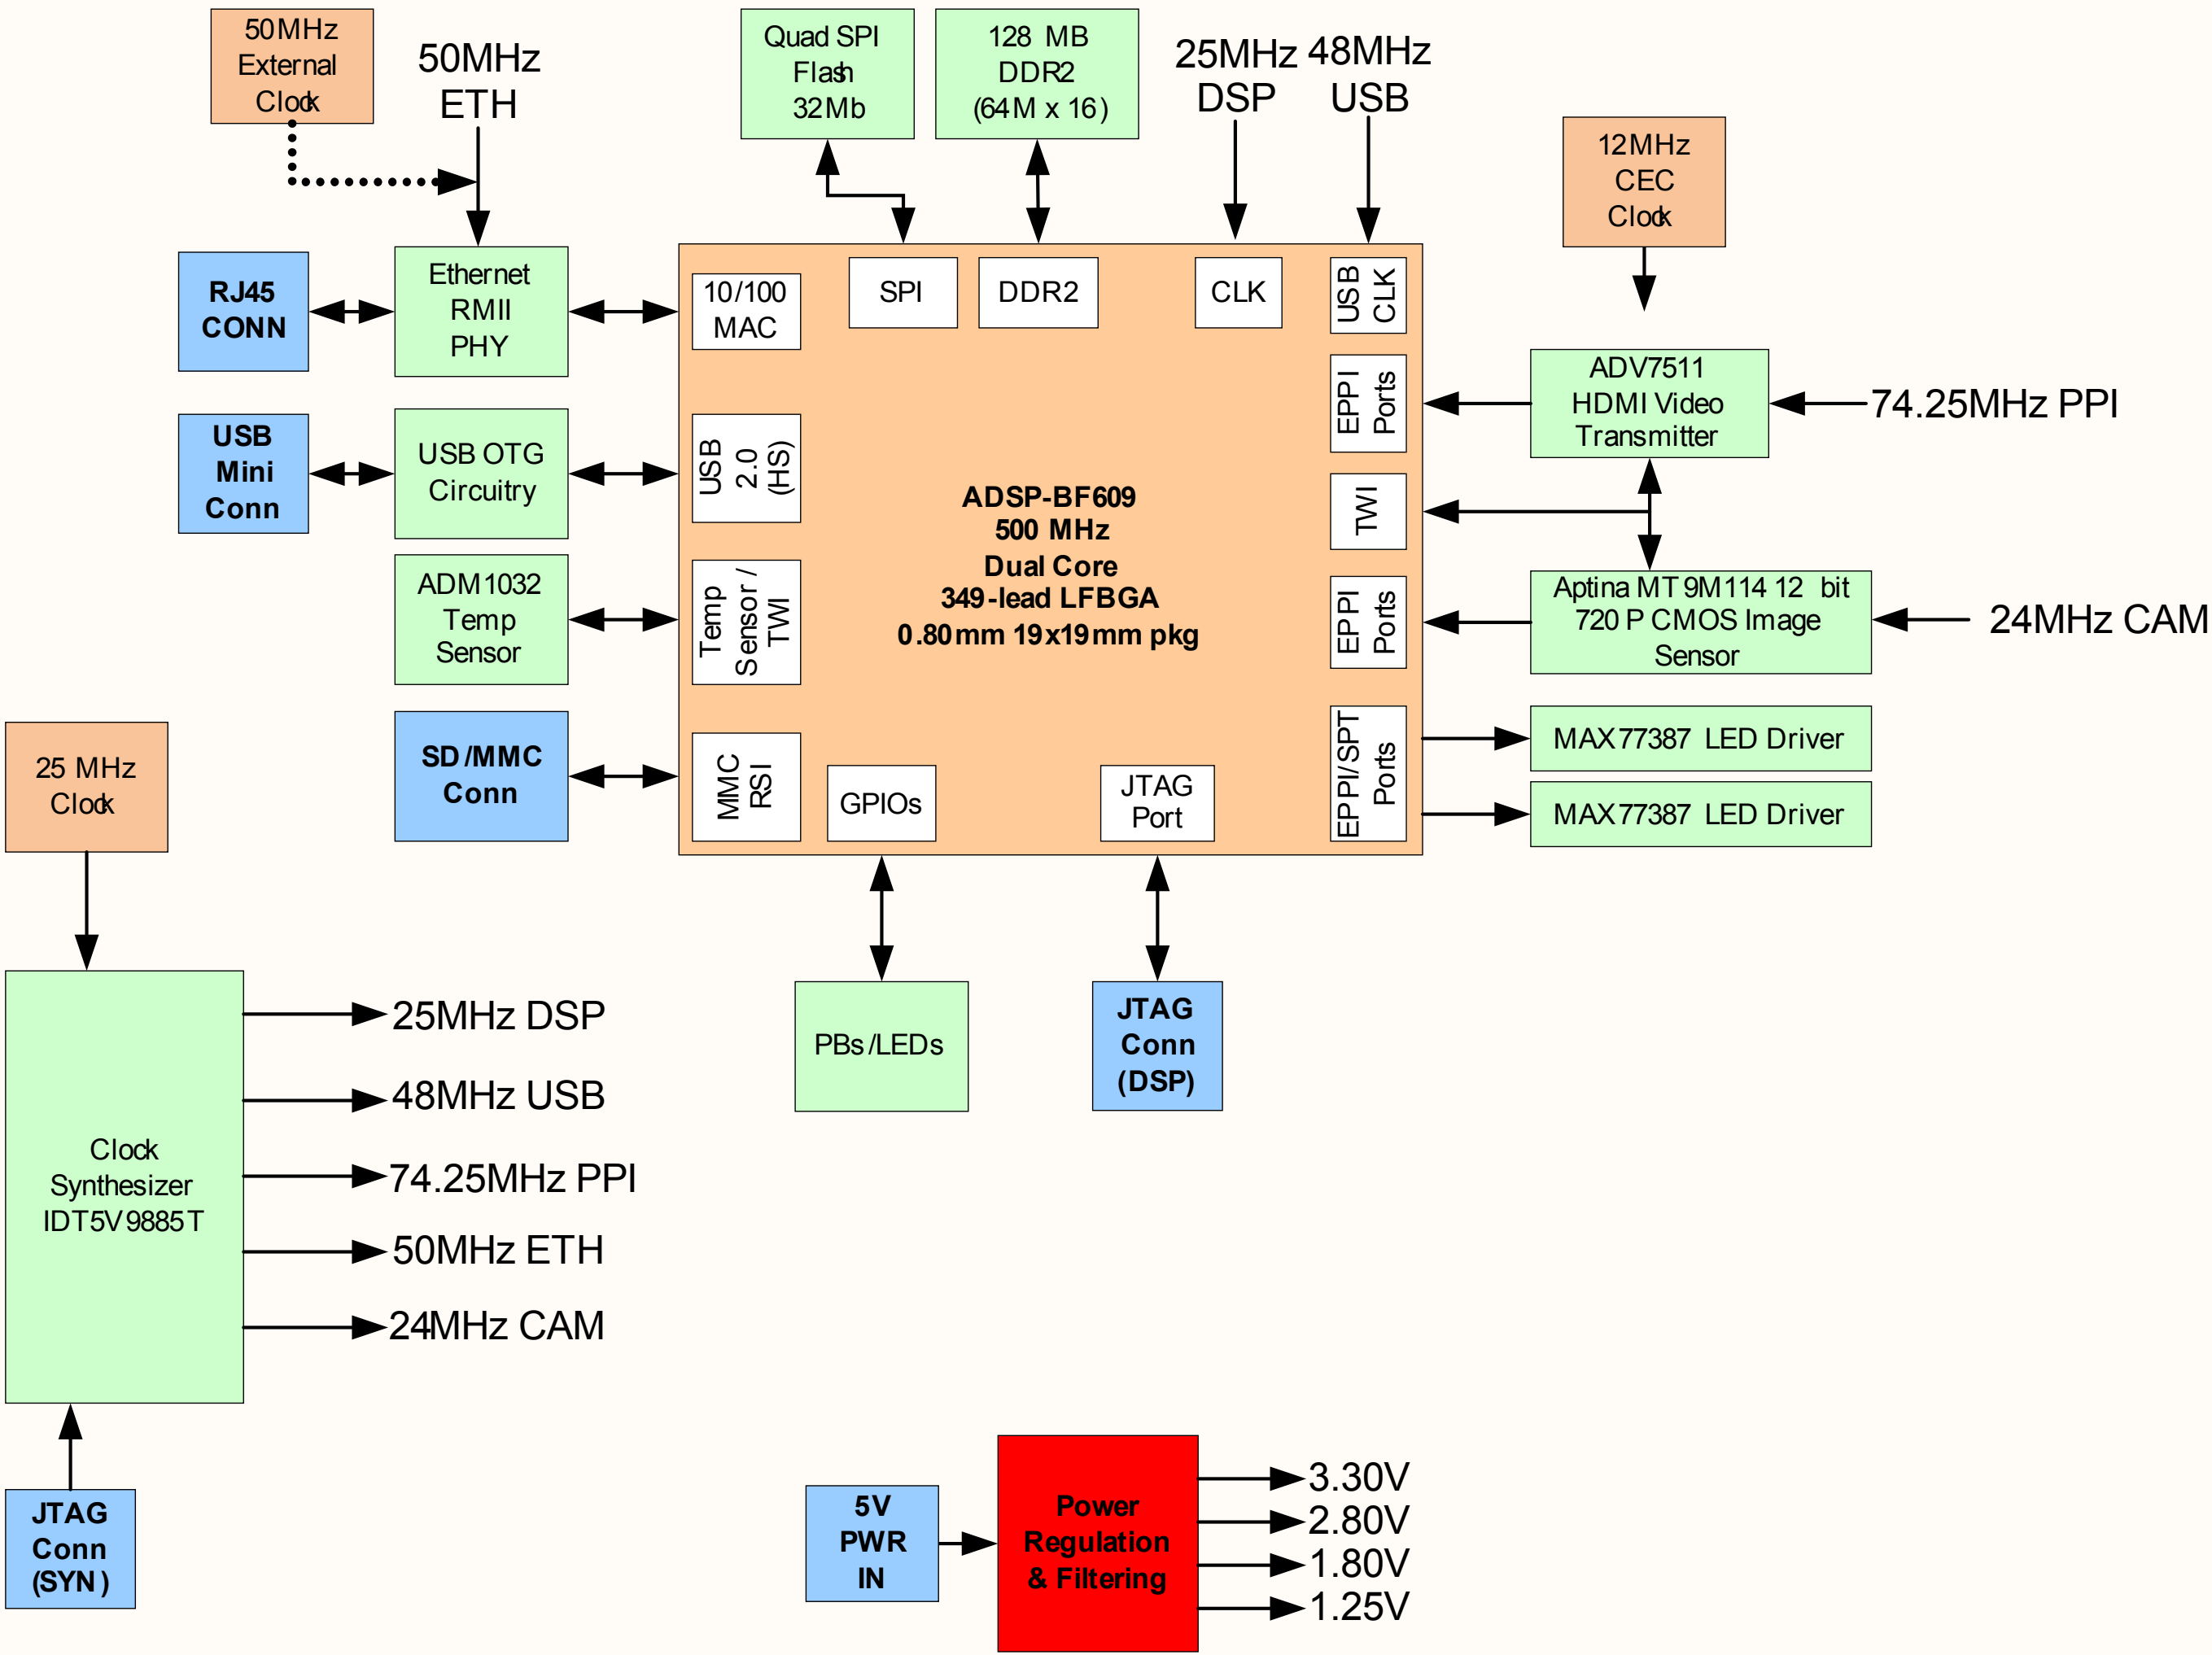 50MHz
External
Clock
50MHz
ETH
Quad SPI
Flash
32Mb
128 MB
DDR2
(64M x 16)
25MHz
DSP
48MHz
USB
12MHz
CEC
Clock
RJ45
CONN
Ethernet
RMII
PHY
10/100
MAC
SPI
DDR2
CLK
USB
CLK
USB
Mini
Conn
USB OTG
Circuitry
USB
2.0
(HS)
EPPI
Ports
ADV7511
HDMI Video
Transmitter
74.25MHz PPI
ADSP-BF609
500 MHz
Dual Core
349-lead LFBGA
0.80mm 19x19mm pkg
TWI
ADM1032
Temp
Sensor
Temp
Sensor /
TWI
EPPI
Ports
Aptina MT9M114 12 bit
720P CMOS Image
Sensor
24MHz CAM
SD/MMC
Conn
MMC
RSI
GPIOs
JTAG
Port
EPPI/SPT
Ports
MAX77387 LED Driver
MAX77387 LED Driver
25 MHz
Clock
PBs/LEDs
JTAG
Conn
(DSP)
Clock
Synthesizer
IDT5V9885T
25MHz DSP
48MHz USB
74.25MHz PPI
50MHz ETH
24MHz CAM
JTAG
Conn
(SYN)
5V
PWR
IN
Power
Regulation
& Filtering
3.30V
2.80V
1.80V
1.25V